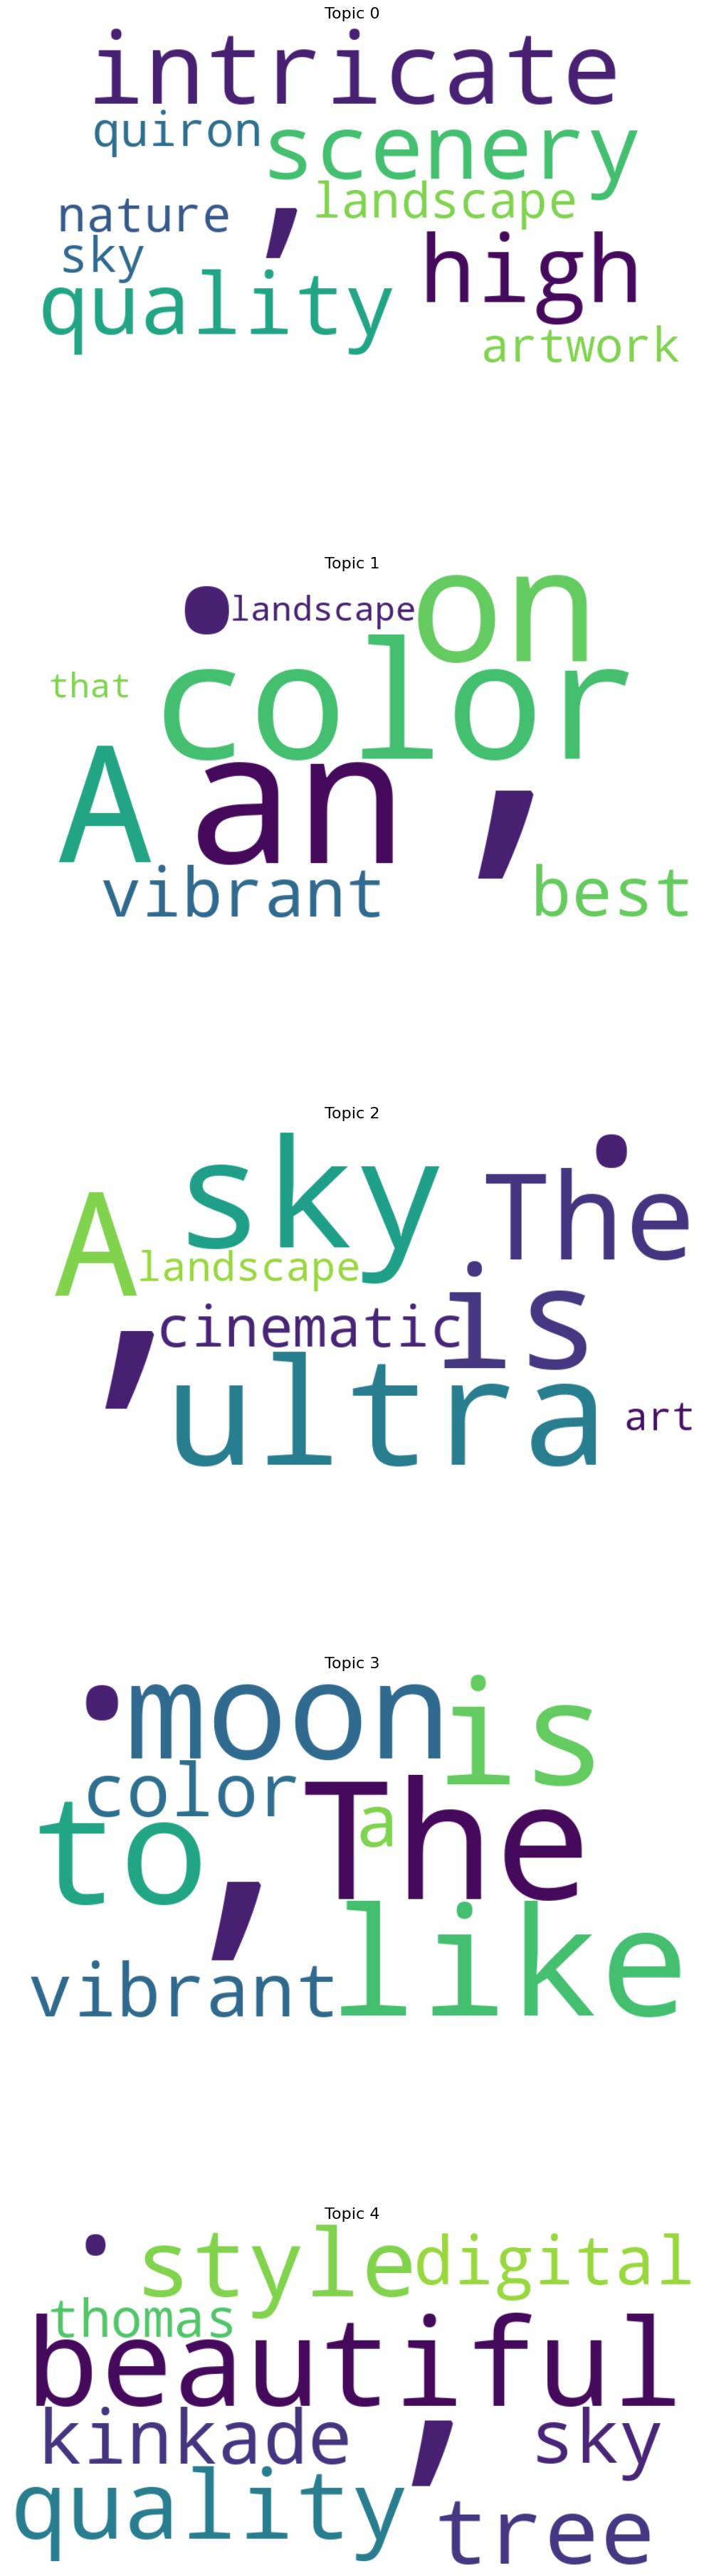 Topic 0
intricate
quiron scenery
nature , landscape
sky high
quality
artwork
Topic 1
. landscape on
that color
A an ,
vibrant best
Topic 2
sky The .
A landscape
, cinematic is
ultra art
Topic 3
. moon is
color
to , The a
vibrant like
Topic 4
. style digital
thomas
beautiful
kinkade , sky
quality tree